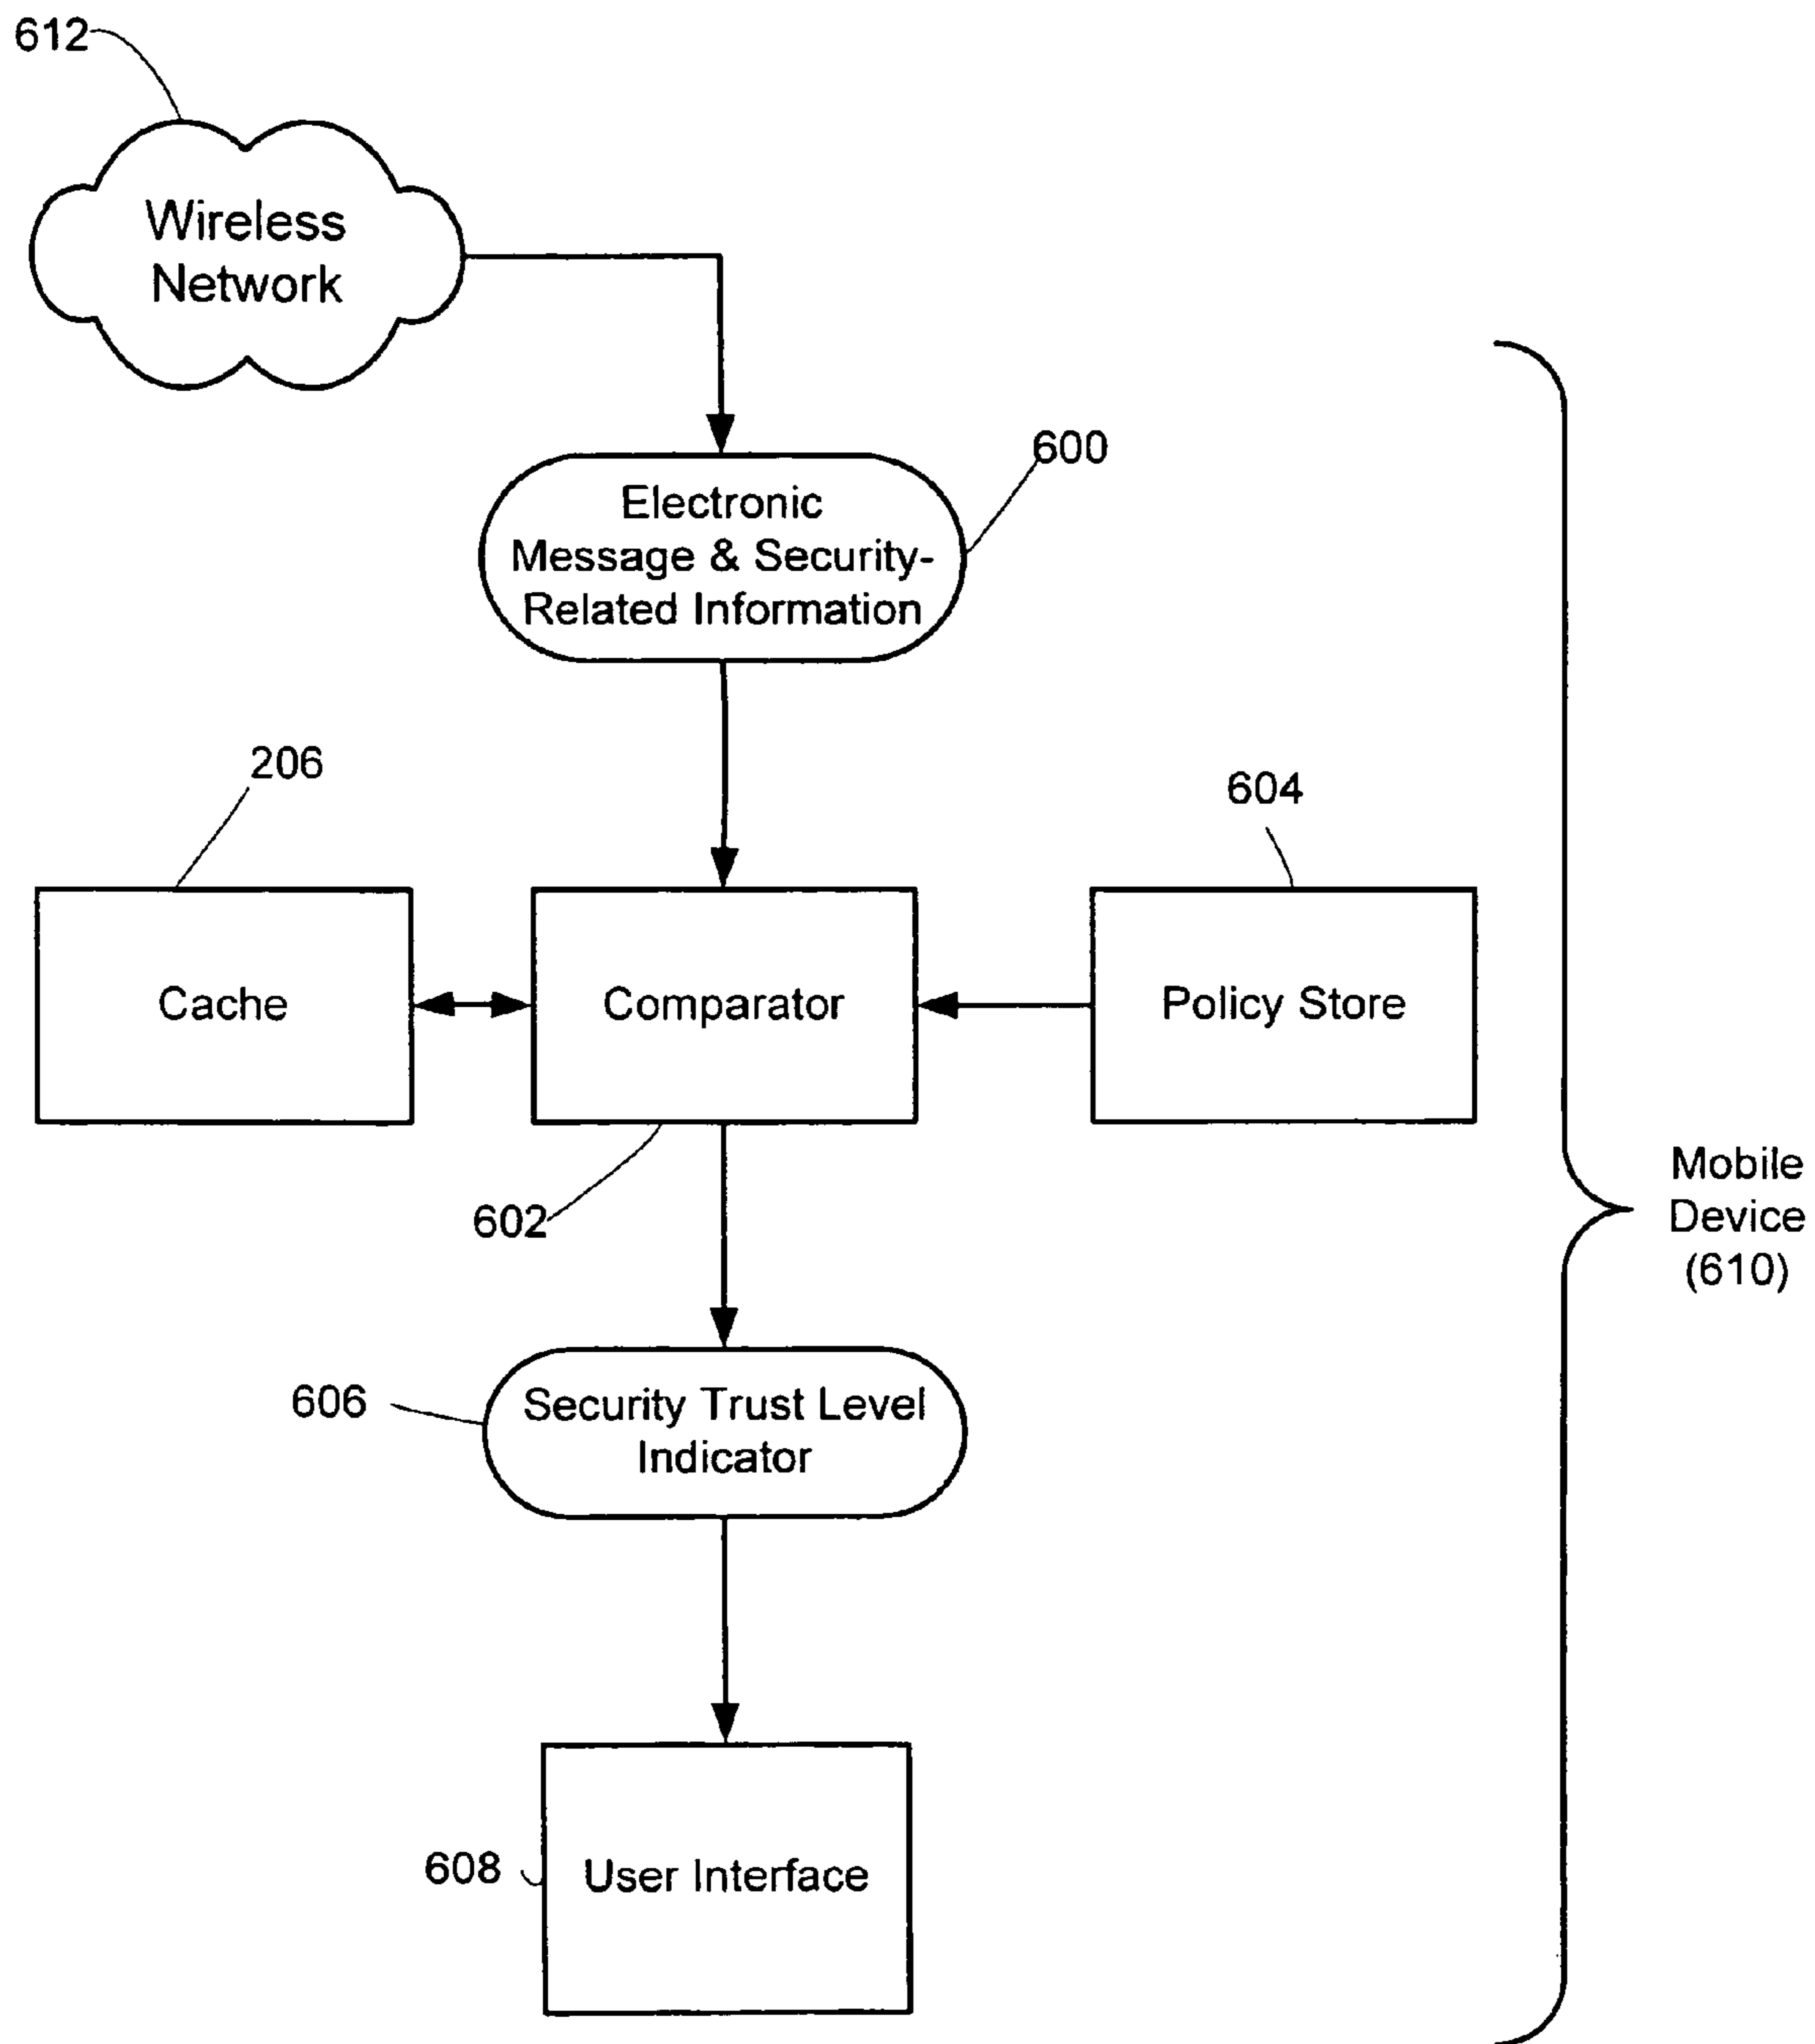 612
Wireless
Network
600
Electronic
Message & Security-
Related Information
206
604
Cache
Comparator
Policy Store
602
Mobile
Device
(610)
606
Security Trust Level
Indicator
608
User Interface